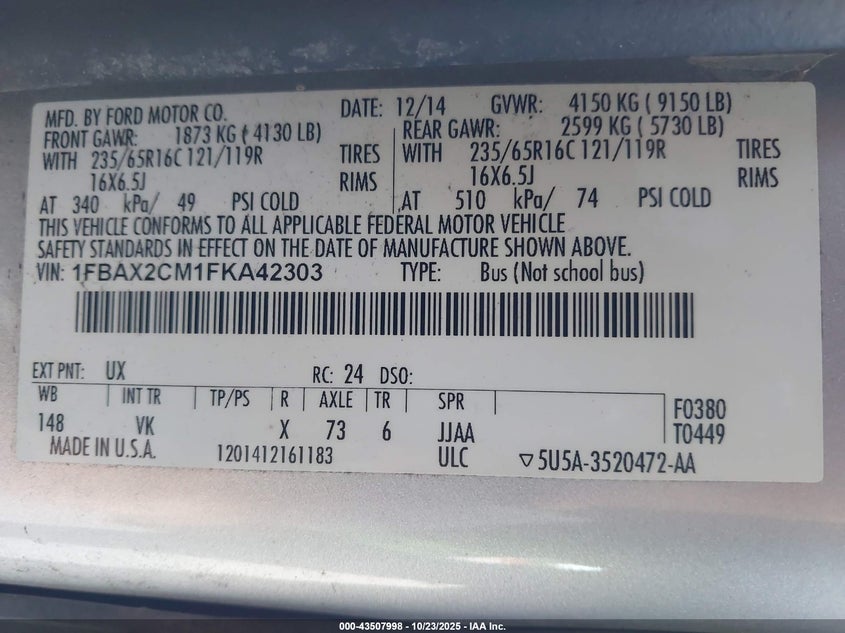 MFD. BY FORD MOTOR CO. DATE: 12/14 GVWR: 4150 KG ( 9150 LB)
FRONT GAWR: 1873 KG ( 4130 LB) REAR GAWR: 2599 KG ( 5730 LB)
WITH 235/65R16C 121/119R TIRES WITH 235/65R16C 121/119R TIRES
16X6.5J RIMS 16X6.5J RIMS
AT 340 kPa/ 49 PSI COLD AT 510 kPa/ 74 PSI COLD
THIS VEHICLE CONFORMS TO ALL APPLICABLE FEDERAL MOTOR VEHICLE
SAFETY STANDARDS IN EFFECT ON THE DATE OF MANUFACTURE SHOWN ABOVE.
VIN: 1FBAX2CM1FKA42303 TYPE: Bus (Not school bus)
EXT PNT: UX RC: 24 DSO:
WB INT TR TP/PS R AXLE TR SPR F0380
148 VK X 73 6 JJAA T0449
MADE IN U.S.A. 1201412161183 ULC ▽5U5A-3520472-AA
000-43507998 - 10/23/2025 - IAA Inc.